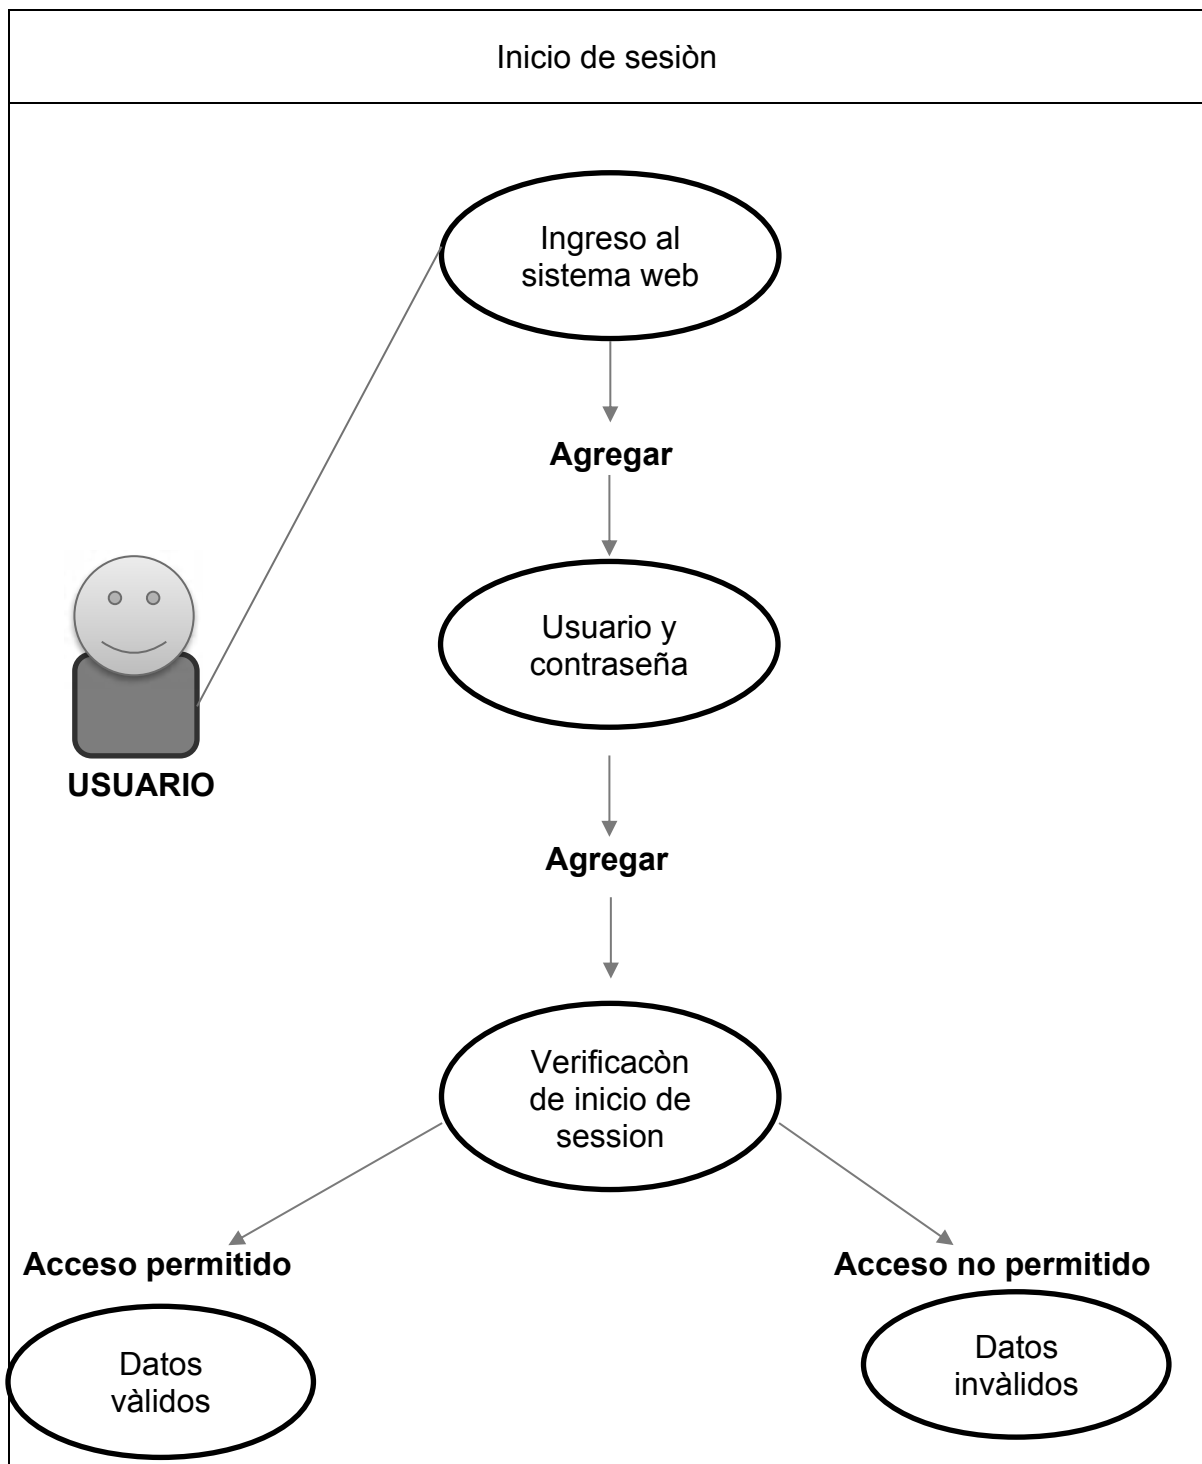 Inicio de sesiòn
Ingreso al
sistema web
Agregar
Usuario y
contraseña
USUARIO
Agregar
Verificacòn
de inicio de
session
Acceso permitido
Acceso no permitido
Datos
vàlidos
Datos
invàlidos